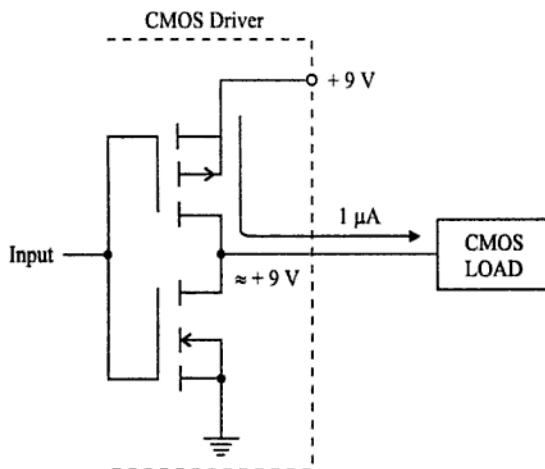 CMOS Driver
+ 9 V
1 μA
Input
≈ + 9 V
CMOS
LOAD